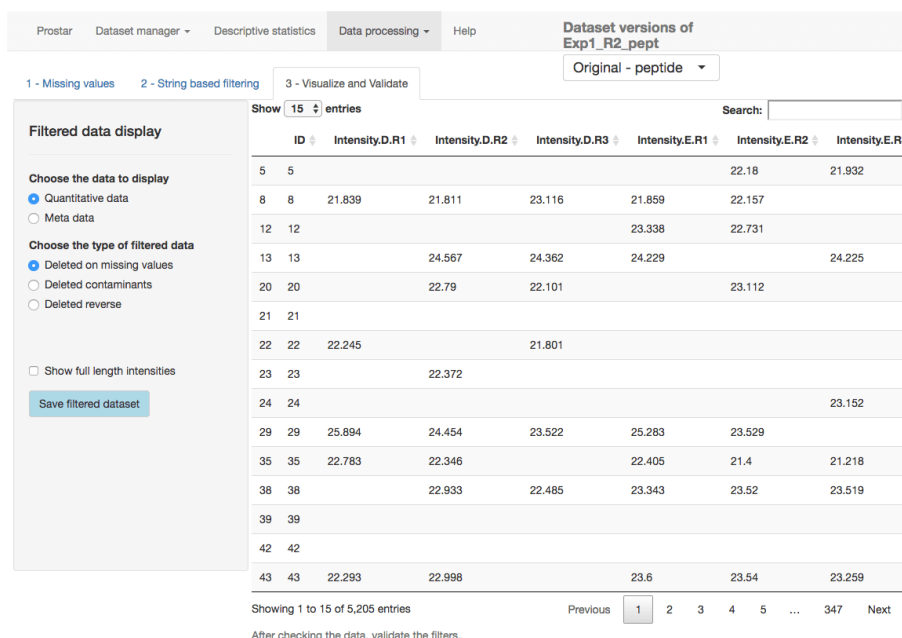 Prostar Dataset manager Descriptive statistics Data processing Help
Dataset versions of
Exp1_R2_pept
Original - peptide
1 - Missing values 2 - String based filtering 3 - Visualize and Validate
Filtered data display
Choose the data to display
Quantitative data
Meta data
Choose the type of filtered data
Deleted on missing values
Deleted contaminants
Deleted reverse
Show full length intensities
Save filtered dataset
Show 15 entries Search:
ID Intensity.D.R1 Intensity.D.R2 Intensity.D.R3 Intensity.E.R1 Intensity.E.R2 Intensity.E.R
5 5 22.18 21.932
8 8 21.839 21.811 23.116 21.859 22.157
12 12 23.338 22.731
13 13 24.567 24.362 24.229 24.225
20 20 22.79 22.101 23.112
21 21
22 22 22.245 21.801
23 23 22.372
24 24 23.152
29 29 25.894 24.454 23.522 25.283 23.529
35 35 22.783 22.346 22.405 21.4 21.218
38 38 22.933 22.485 23.343 23.52 23.519
39 39
42 42
43 43 22.293 22.998 23.6 23.54 23.259
Showing 1 to 15 of 5,205 entries Previous 1 2 3 4 5 ... 347 Next
After checking the data, validate the filters.